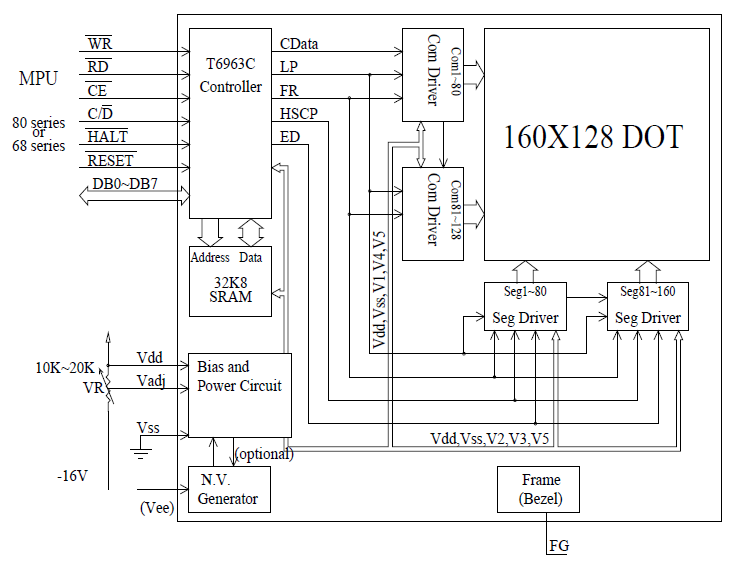 MPU
80 series
or
68 series
WR
RD
CE
C/D
HALT
RESET
DB0~DB7
T6963C
Controller
CData
LP
FR
HSCP
ED
Com Driver
Com1~80
Com Driver
Com81~128
160X128 DOT
Address
Data
32K8
SRAM
Vdd,Vss,V1,V4,V5
Seg1~80
Seg Driver
Seg81~160
Seg Driver
10K~20K
VR
Vdd
Vadj
Vss
-16V
(Vee)
Bias and
Power Circuit
(optional)
N.V.
Generator
Vdd,Vss,V2,V3,V5
Frame
(Bezel)
FG